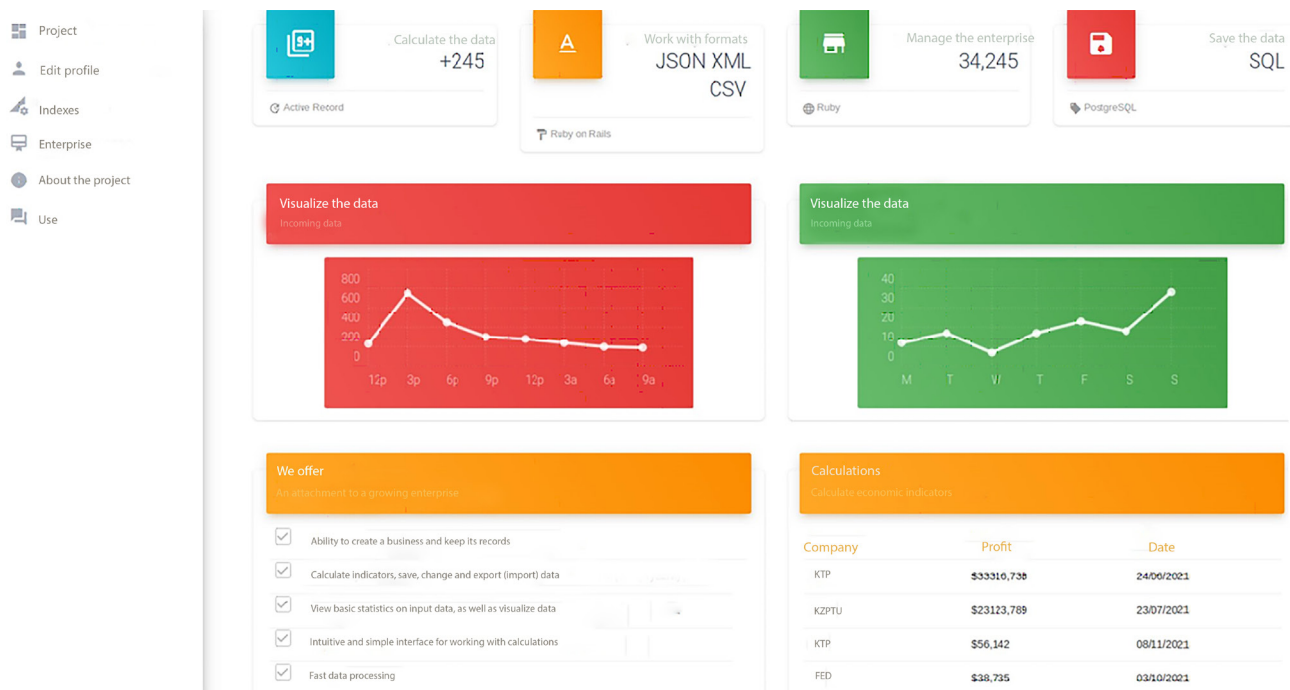 Project
Edit profile
Indexes
Enterprise
About the project
Use
Calculate the data
+245
Active Record
Work with formats
JSON XML
CSV
Ruby on Rails
Manage the enterprise
34,245
Ruby
Save the data
SQL
PostgreSQL
Visualize the data
Incoming data
800
600
400
200
0
12p 3p 6p 9p 12p 3a 6a 9a
Visualize the data
Incoming data
40
30
20
10
0
M T W T F S S
We offer
An attachment to a growing enterprise
Ability to create a business and keep its records
Calculate indicators, save, change and export (import) data
View basic statistics on input data, as well as visualize data
Intuitive and simple interface for working with calculations
Fast data processing
Calculations
Calculate economic indicators
Company Profit Date
KTP $33316,738 24/06/2021
KZPTU $23123,789 23/07/2021
KTP $56,142 08/11/2021
FED $38,735 03/10/2021